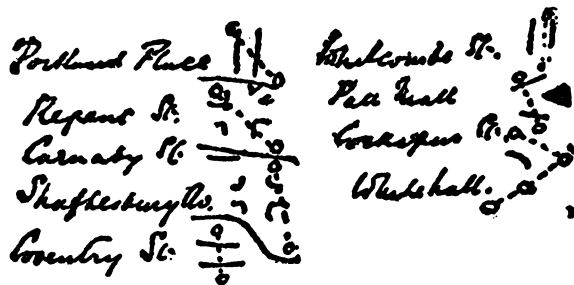 Portland Place
Regent St.
Carnaby St.
Shaftesbury Av.
Coventry St.
Whitcombe St.
Pall Mall
Cockspur St.
Whitehall.